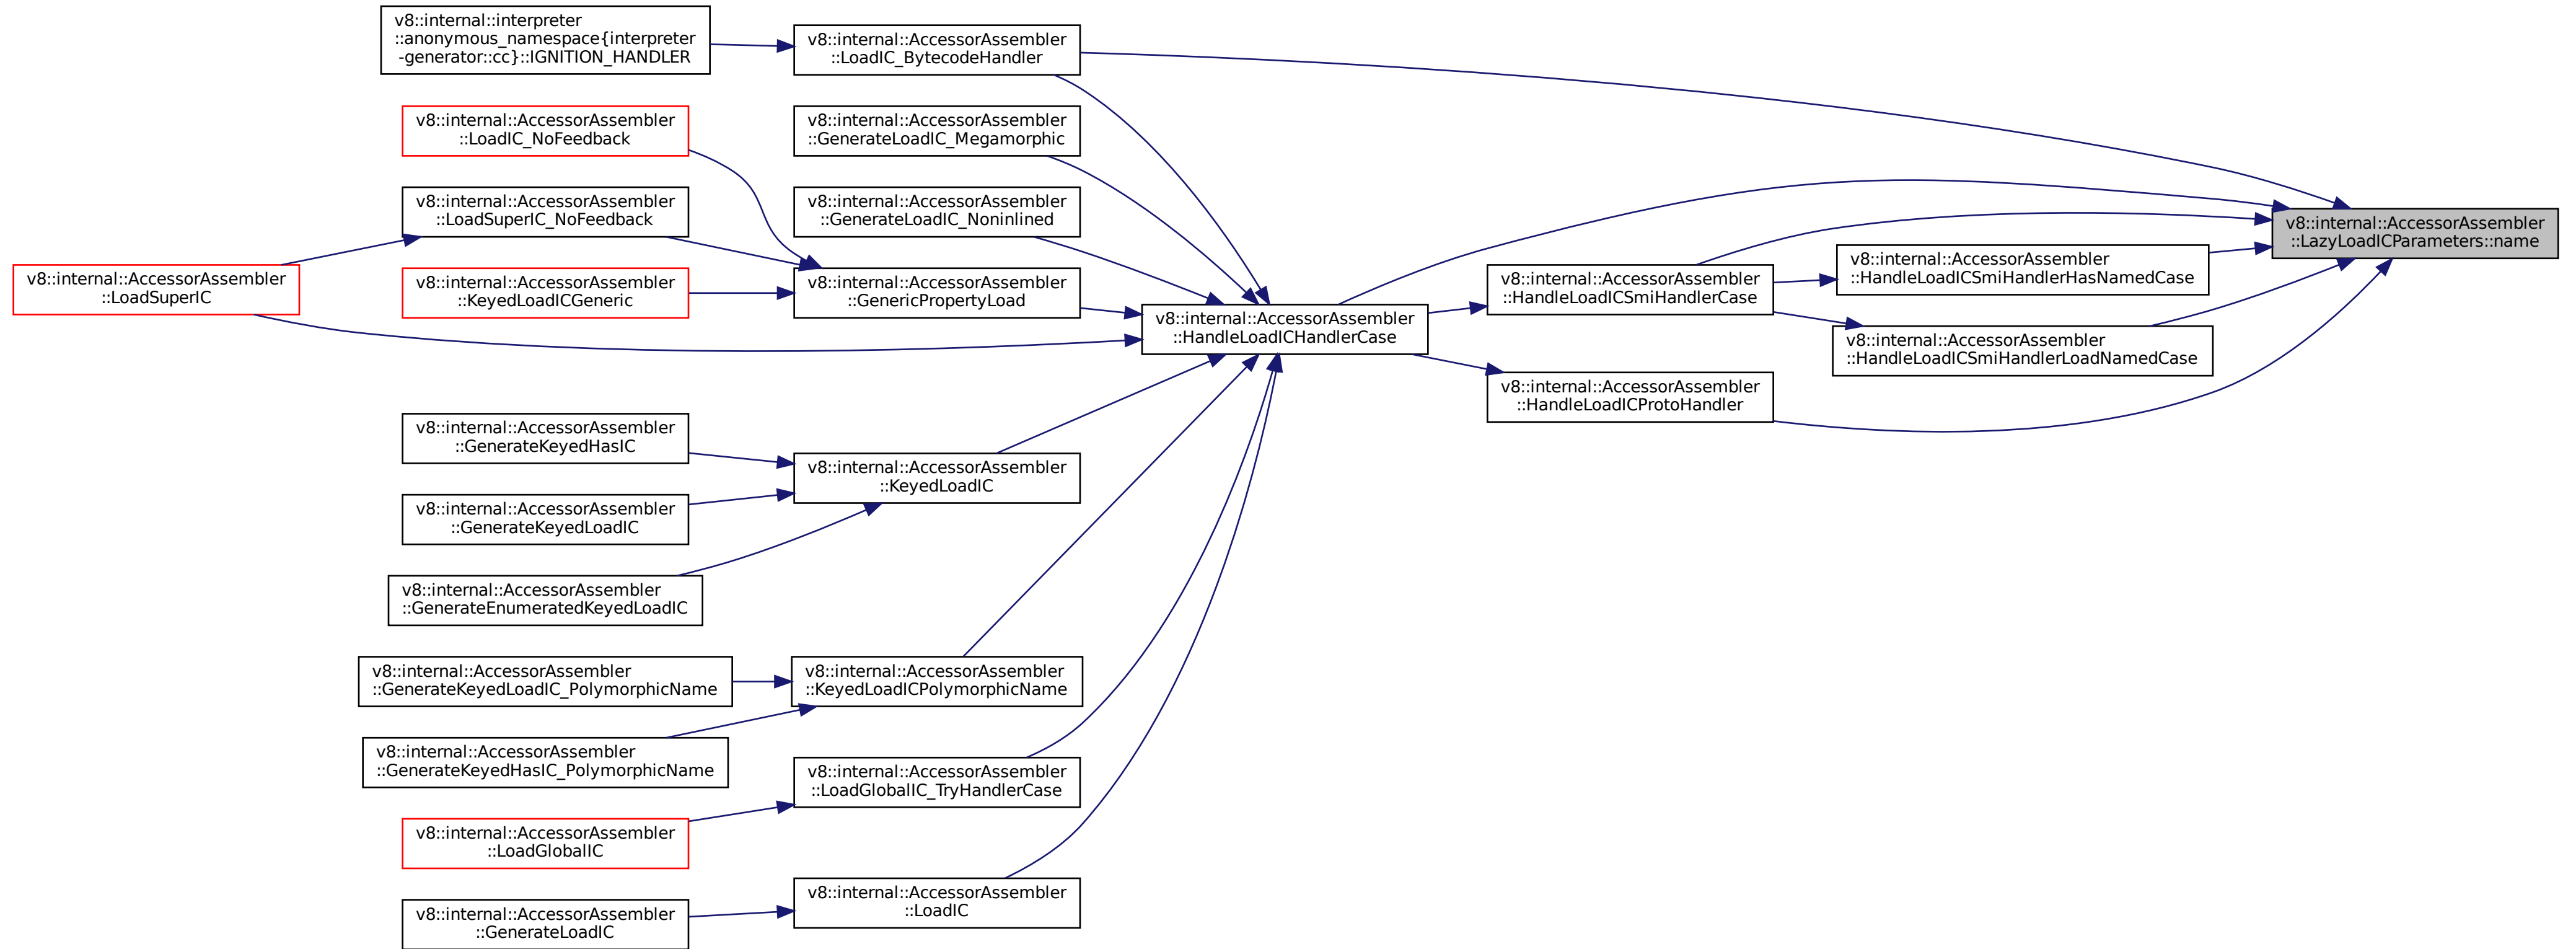 v8::internal::interpreter
::anonymous_namespace{interpreter
-generator::cc}::IGNITION_HANDLER
v8::internal::AccessorAssembler
::LoadIC_BytecodeHandler
v8::internal::AccessorAssembler
::LoadIC_NoFeedback
v8::internal::AccessorAssembler
::GenerateLoadIC_Megamorphic
v8::internal::AccessorAssembler
::LoadSuperIC_NoFeedback
v8::internal::AccessorAssembler
::GenerateLoadIC_Noninlined
v8::internal::AccessorAssembler
::LazyLoadICParameters::name
v8::internal::AccessorAssembler
::LoadSuperIC
v8::internal::AccessorAssembler
::KeyedLoadICGeneric
v8::internal::AccessorAssembler
::GenericPropertyLoad
v8::internal::AccessorAssembler
::HandleLoadICSmiHandlerCase
v8::internal::AccessorAssembler
::HandleLoadICSmiHandlerHasNamedCase
v8::internal::AccessorAssembler
::HandleLoadICHandlerCase
v8::internal::AccessorAssembler
::HandleLoadICSmiHandlerLoadNamedCase
v8::internal::AccessorAssembler
::HandleLoadICProtoHandler
v8::internal::AccessorAssembler
::GenerateKeyedHasIC
v8::internal::AccessorAssembler
::KeyedLoadIC
v8::internal::AccessorAssembler
::GenerateKeyedLoadIC
v8::internal::AccessorAssembler
::GenerateEnumeratedKeyedLoadIC
v8::internal::AccessorAssembler
::GenerateKeyedLoadIC_PolymorphicName
v8::internal::AccessorAssembler
::KeyedLoadICPolymorphicName
v8::internal::AccessorAssembler
::GenerateKeyedHasIC_PolymorphicName
v8::internal::AccessorAssembler
::LoadGlobalIC_TryHandlerCase
v8::internal::AccessorAssembler
::LoadGlobalIC
v8::internal::AccessorAssembler
::LoadIC
v8::internal::AccessorAssembler
::GenerateLoadIC